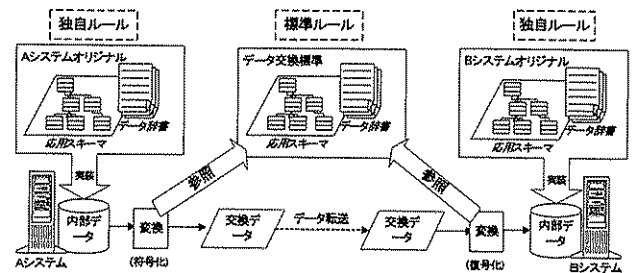 独自ルール
標準ルール
独自ルール
Aシステムオリジナル
データ交換標準
Bシステムオリジナル
データ辞書
応用スキーマ
データ辞書
応用スキーマ
データ辞書
応用スキーマ
実装
参照
参照
実装
内部デ
ータ
変換
交換デ
ータ
データ転送
交換デ
ータ
変換
内部デ
ータ
Aシステム
(符号化)
(復号化)
Bシステム